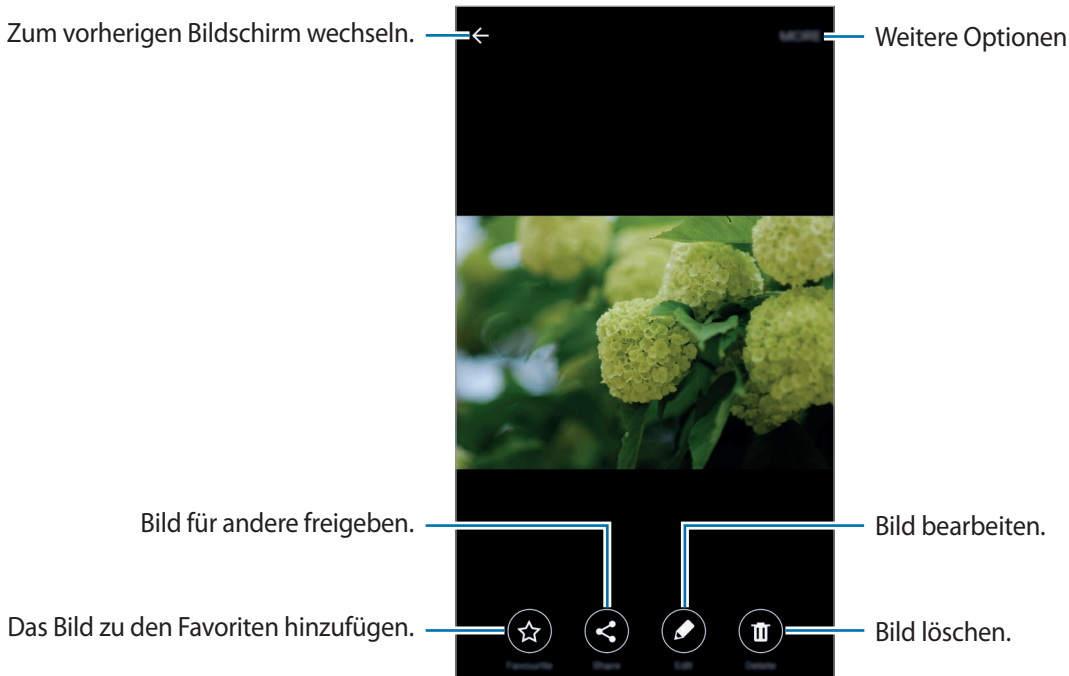 Zum vorherigen Bildschirm wechseln.
MORE
Weitere Optionen
Bild für andere freigeben.
Bild bearbeiten.
Das Bild zu den Favoriten hinzufügen.
Bild löschen.
Favourite
Share
Edit
Delete